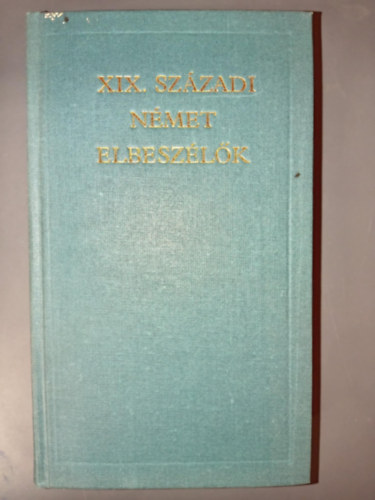 XIX. SZÁZADI
NÉMET
ELBESZÉLŐK